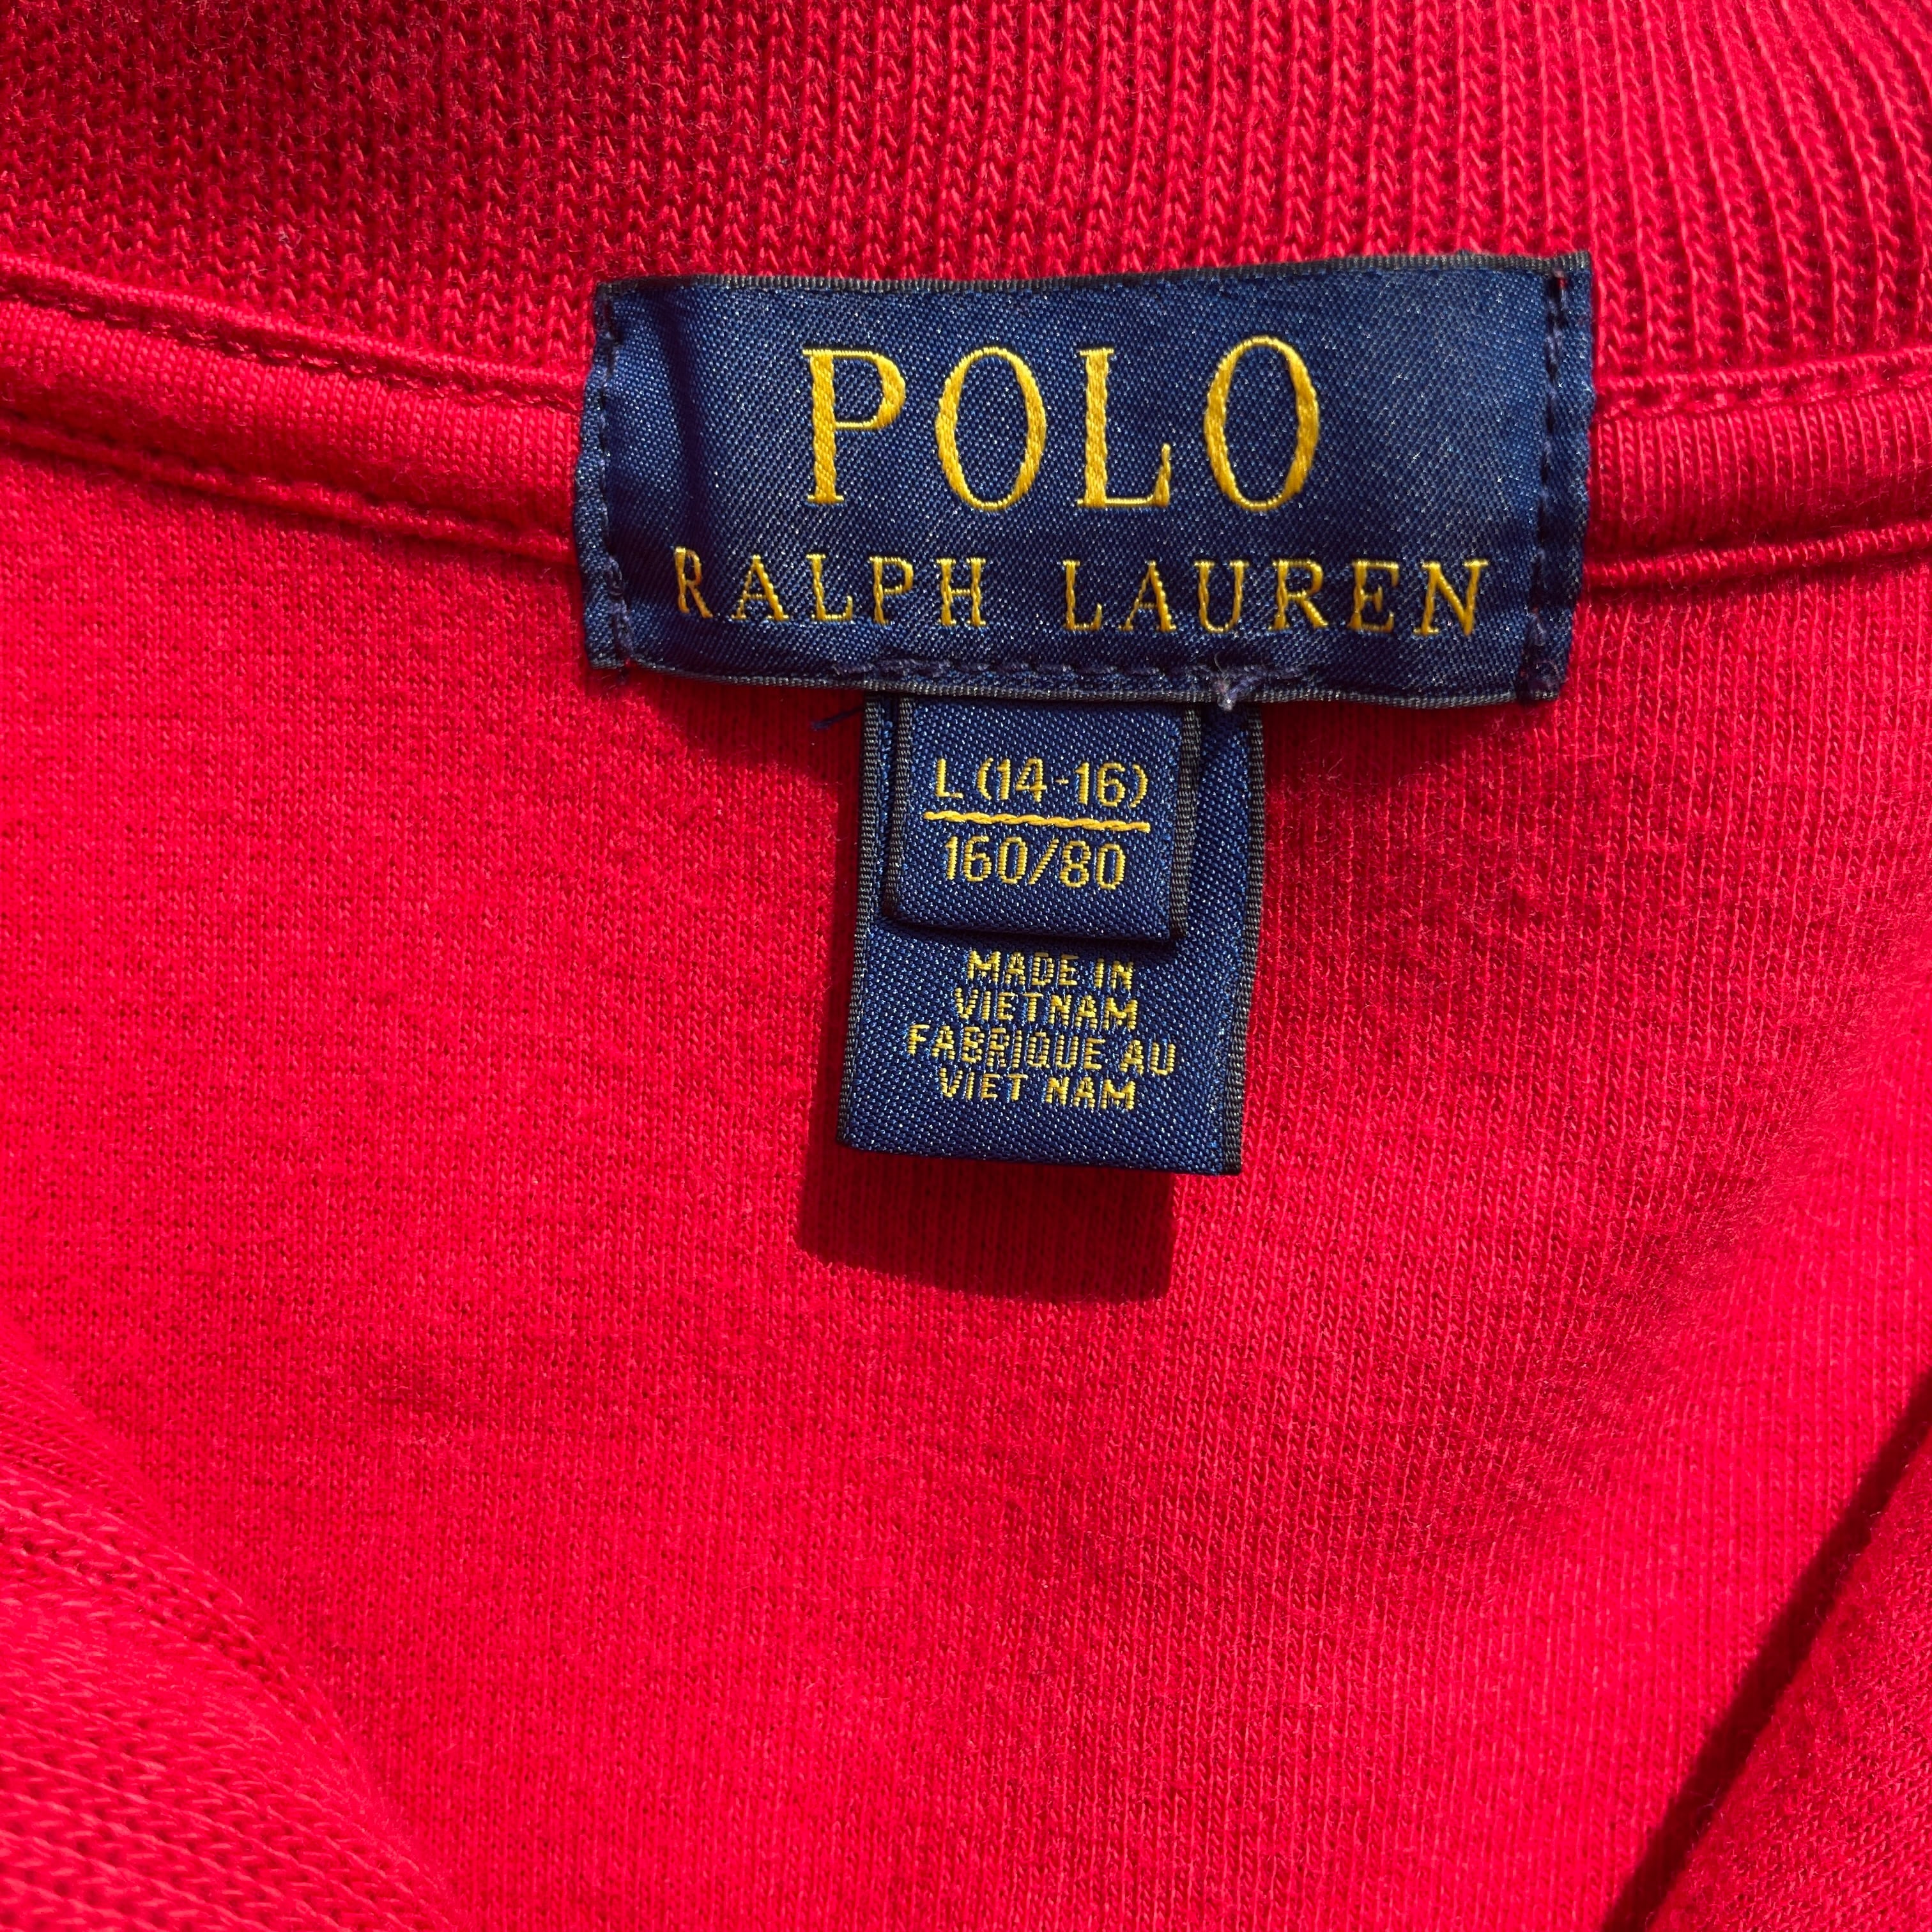 POLO
RALPH LAUREN
L (14-16)
160/80
MADE IN
VIETNAM
FABRIQUE AU
VIET NAM